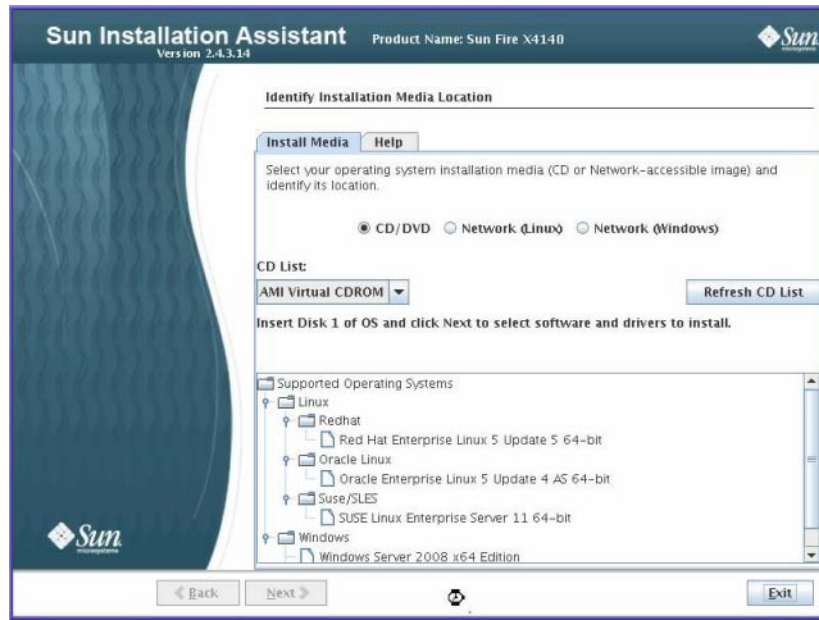 Sun Installation Assistant
Product Name: Sun Fire X4140
Sun
Version 2.4.3.14
Identify Installation Media Location
Install Media
Help
Select your operating system installation media (CD or Network-accessible image) and
identify its location.
CD/DVD
Network (Linux)
Network (Windows)
CD List:
AMI Virtual CDROM
Refresh CD List
Insert Disk 1 of OS and click Next to select software and drivers to install.
Supported Operating Systems
Linux
Redhat
Red Hat Enterprise Linux 5 Update 5 64-bit
Oracle Linux
Oracle Enterprise Linux 5 Update 4 AS 64-bit
Suse/SLES
SUSE Linux Enterprise Server 11 64-bit
Windows
Windows Server 2008 x64 Edition
Sun
microsystems
Back
Next
Exit